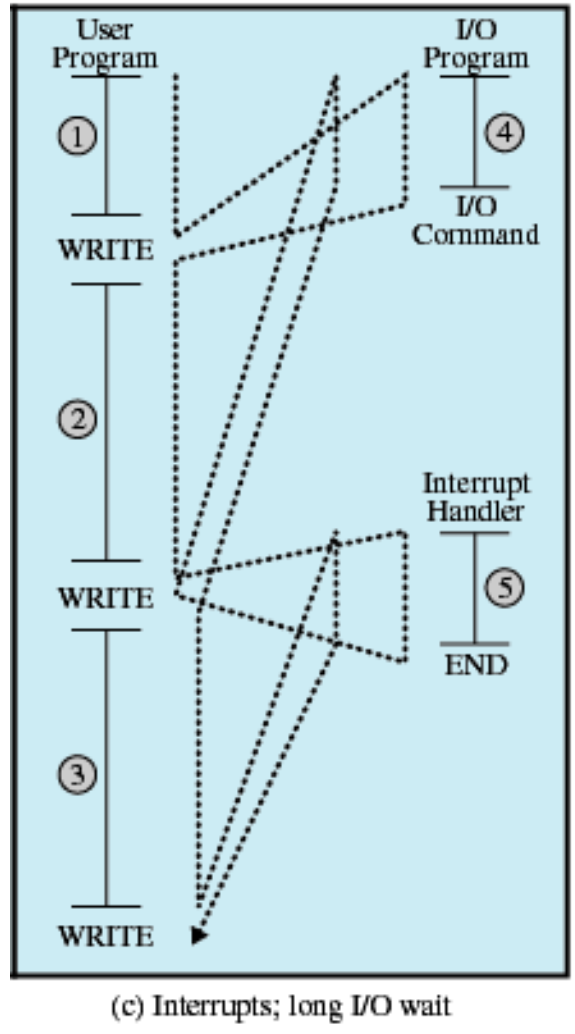 User
Program
I/O
Program
1
4
I/O
Command
WRITE
2
Interrupt
Handler
WRITE
5
END
3
WRITE
(c) Interrupts; long I/O wait